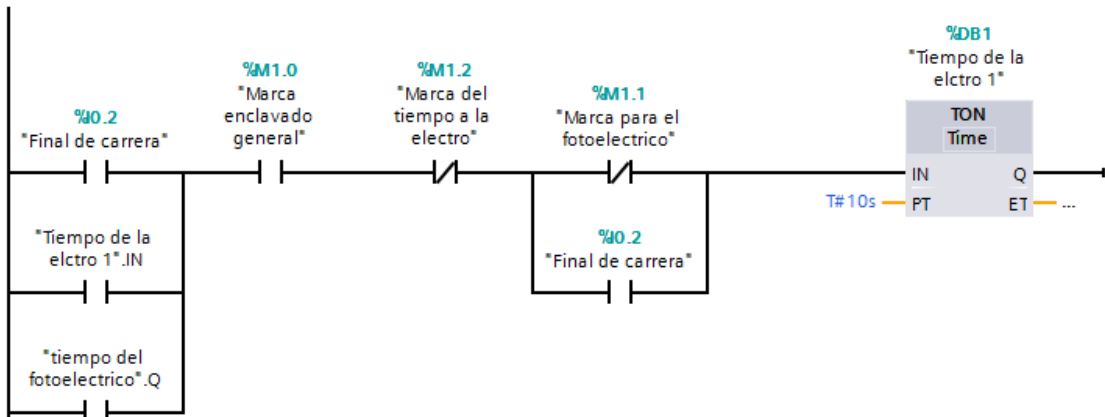 %DB1
"Tiempo de la
elctro 1"
%M1.0
"Marca
enclavado
general"
%M1.2
"Marca del
tiempo a la
electro"
%M1.1
"Marca para el
fotoelectrico"
%I0.2
"Final de carrera"
TON
Time
IN
Q
T#10s
PT
ET
...
"Tiempo de la
elctro 1".IN
%I0.2
"Final de carrera"
"tiempo del
fotoelectrico".Q